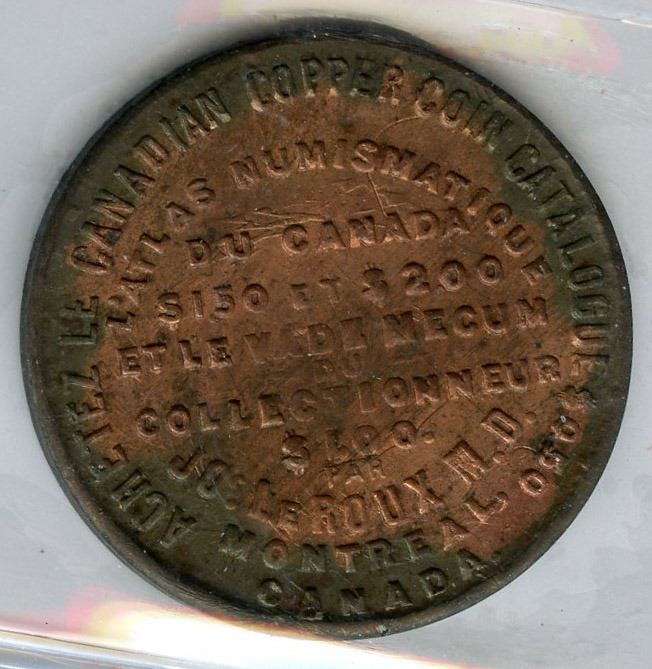 ACHETEZ LE CANADIAN COPPER COIN CATALOGUE
L'ATLAS NUMISMATIQUE
DU CANADA
$150 ET $200
ET LE VADE MECUM
DU
COLLECTIONNEUR
$1.00.
PAR
JOS LEROUX M.D.
MONTREAL,
CANADA.